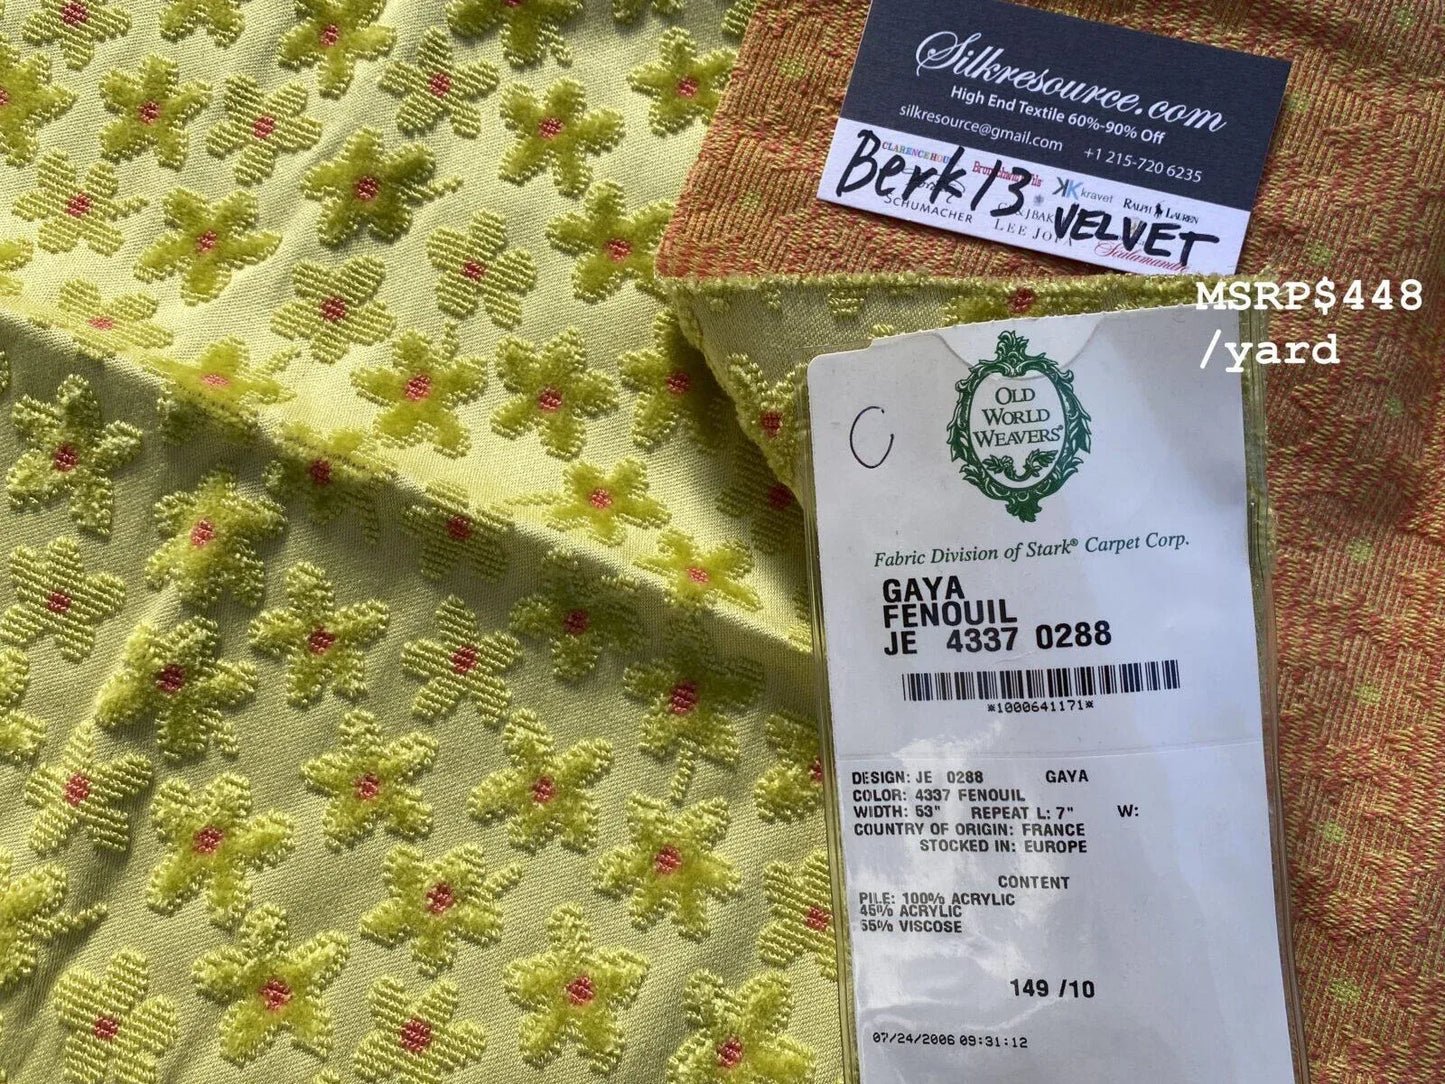 Silkresource.com
High End Textile 60%-90% Off
silkresource@gmail.com +1 215-720 6235
CLARENCE HOU
kravet RALPH LAUREN
SCHUMACHER
LEE JOFA
Scalamandre
Berk13
VELVET
MSRP$448
/yard
OLD
WORLD
WEAVERS®
Fabric Division of Stark® Carpet Corp.
GAYA
FENOUIL
JE 4337 0288
*1000641171*
DESIGN: JE 0288 GAYA
COLOR: 4337 FENOUIL
WIDTH: 53" REPEAT L: 7" W:
COUNTRY OF ORIGIN: FRANCE
STOCKED IN: EUROPE
CONTENT
PILE: 100% ACRYLIC
45% ACRYLIC
55% VISCOSE
149 /10
07/24/2006 09:31:12